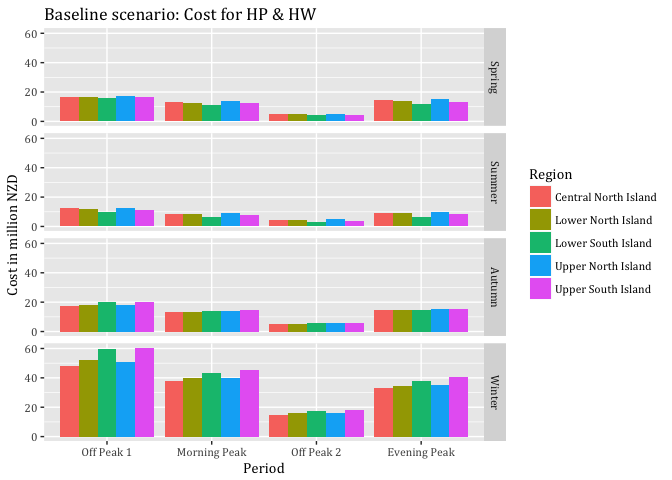 Baseline scenario: Cost for HP & HW
Cost in million NZD
60
40
20
0
Spring
60
40
20
0
Summer
60
40
20
0
Autumn
60
40
20
0
Winter
Off Peak 1 Morning Peak Off Peak 2 Evening Peak
Period
Region
Central North Island
Lower North Island
Lower South Island
Upper North Island
Upper South Island